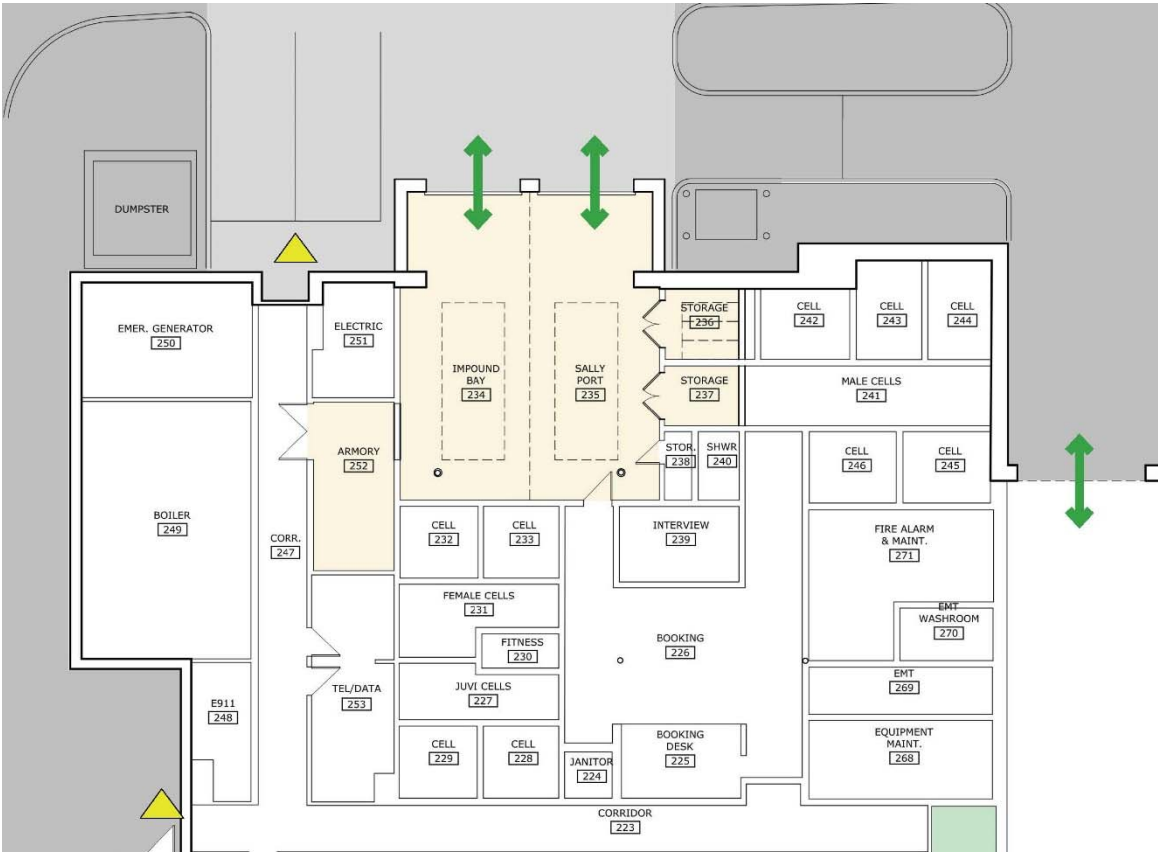 DUMPSTER
EMER. GENERATOR
250
ELECTRIC
251
IMPOUND
BAY
234
SALLY
PORT
235
STORAGE
236
CELL
242
CELL
243
CELL
244
STORAGE
237
MALE CELLS
241
ARMORY
252
STOR.
238
SHWR
240
CELL
246
CELL
245
BOILER
249
CORR.
247
CELL
232
CELL
233
INTERVIEW
239
FIRE ALARM
& MAINT.
271
FEMALE CELLS
231
FITNESS
230
BOOKING
226
EMT
WASHROOM
270
E911
248
TEL/DATA
253
JUVI CELLS
227
EMT
269
CELL
229
CELL
228
JANITOR
224
BOOKING
DESK
225
EQUIPMENT
MAINT.
268
CORRIDOR
223